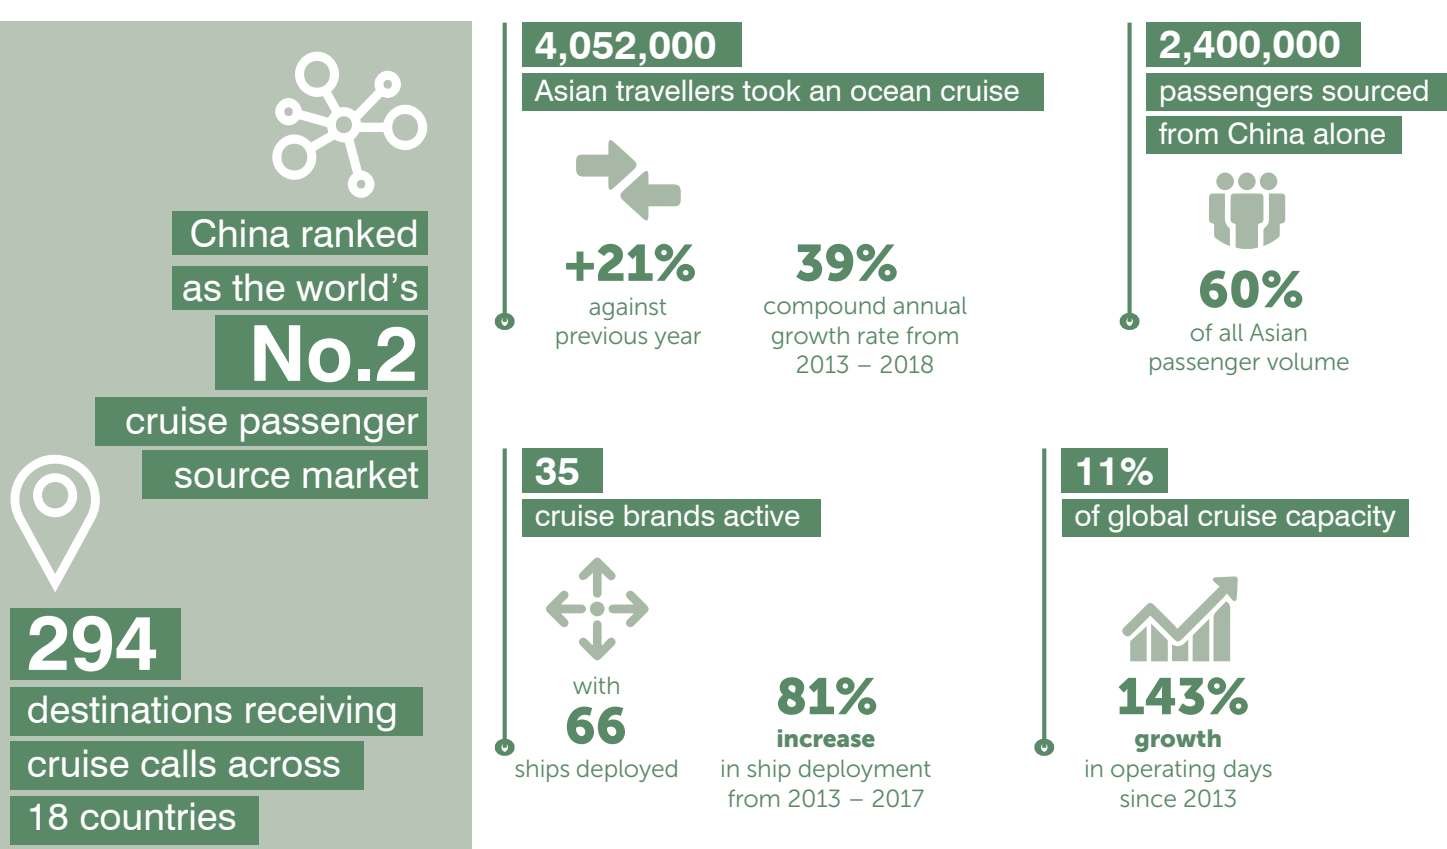 China ranked
as the world's
No.2
cruise passenger
source market
294
destinations receiving
cruise calls across
18 countries
4,052,000
Asian travellers took an ocean cruise
+21%
against
previous year
39%
compound annual
growth rate from
2013 – 2018
2,400,000
passengers sourced
from China alone
60%
of all Asian
passenger volume
35
cruise brands active
with
66
ships deployed
81%
increase
in ship deployment
from 2013 – 2017
11%
of global cruise capacity
143%
growth
in operating days
since 2013